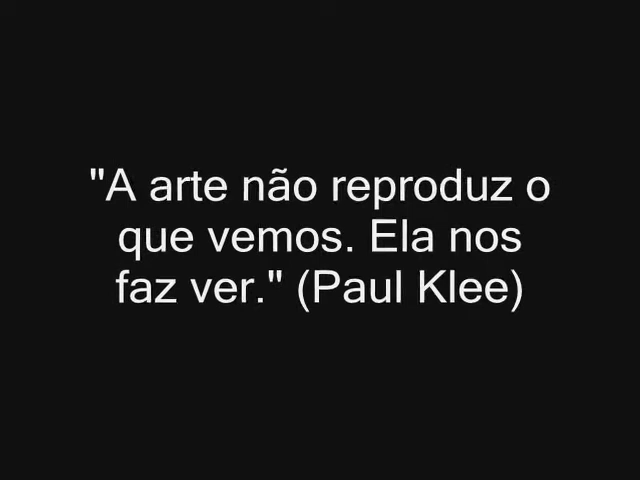 "A arte não reproduz o
que vemos. Ela nos
faz ver." (Paul Klee)